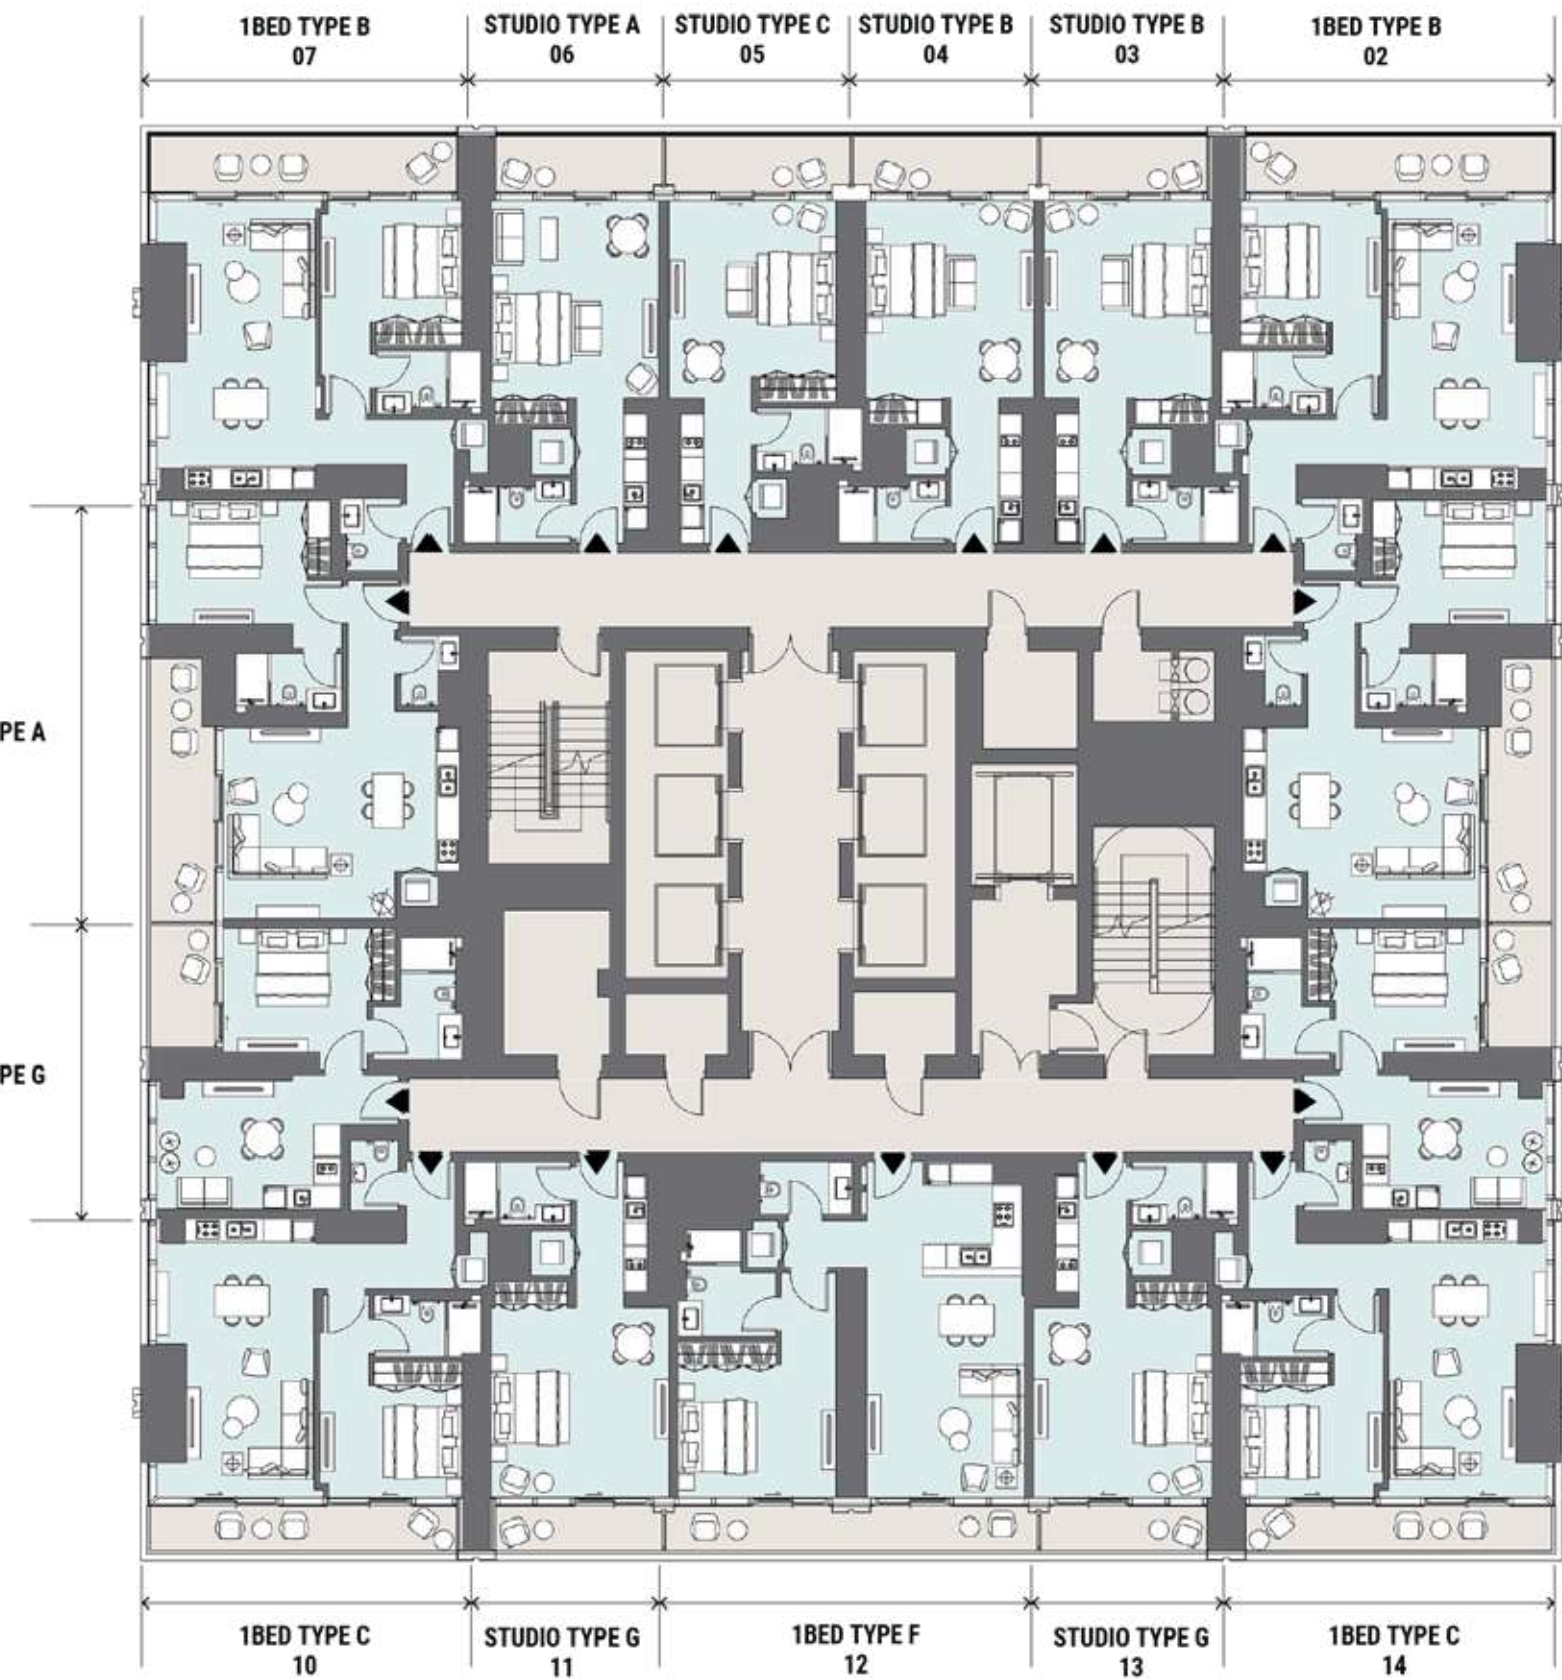 1BED TYPE B
07
STUDIO TYPE A
06
STUDIO TYPE C
05
STUDIO TYPE B
04
STUDIO TYPE B
03
1BED TYPE B
02
PE A
PE G
1BED TYPE C
10
STUDIO TYPE G
11
1BED TYPE F
12
STUDIO TYPE G
13
1BED TYPE C
14